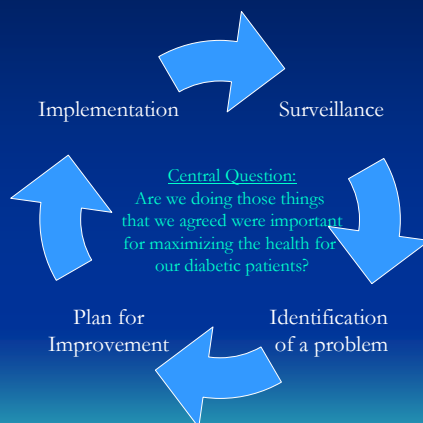 Implementation
Surveillance
Central Question:
Are we doing those things
that we agreed were important
for maximizing the health for
our diabetic patients?
Plan for
Improvement
Identification
of a problem